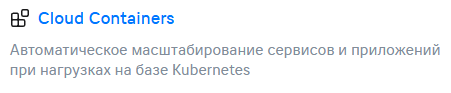 Cloud Containers
Автоматическое масштабирование сервисов и приложений
при нагрузках на базе Kubernetes